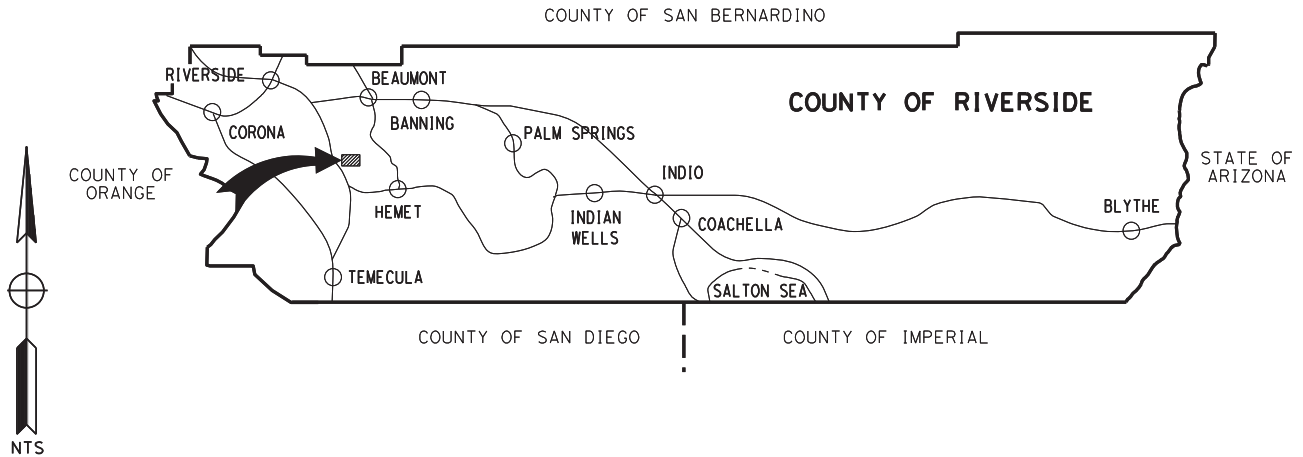 COUNTY OF SAN BERNARDINO
RIVERSIDE
BEAUMONT
COUNTY OF RIVERSIDE
BANNING
CORONA
PALM SPRINGS
COUNTY OF
ORANGE
STATE OF
ARIZONA
INDIO
HEMET
INDIAN
WELLS
COACHELLA
BLYTHE
TEMECULA
SALTON SEA
COUNTY OF SAN DIEGO
COUNTY OF IMPERIAL
NTS